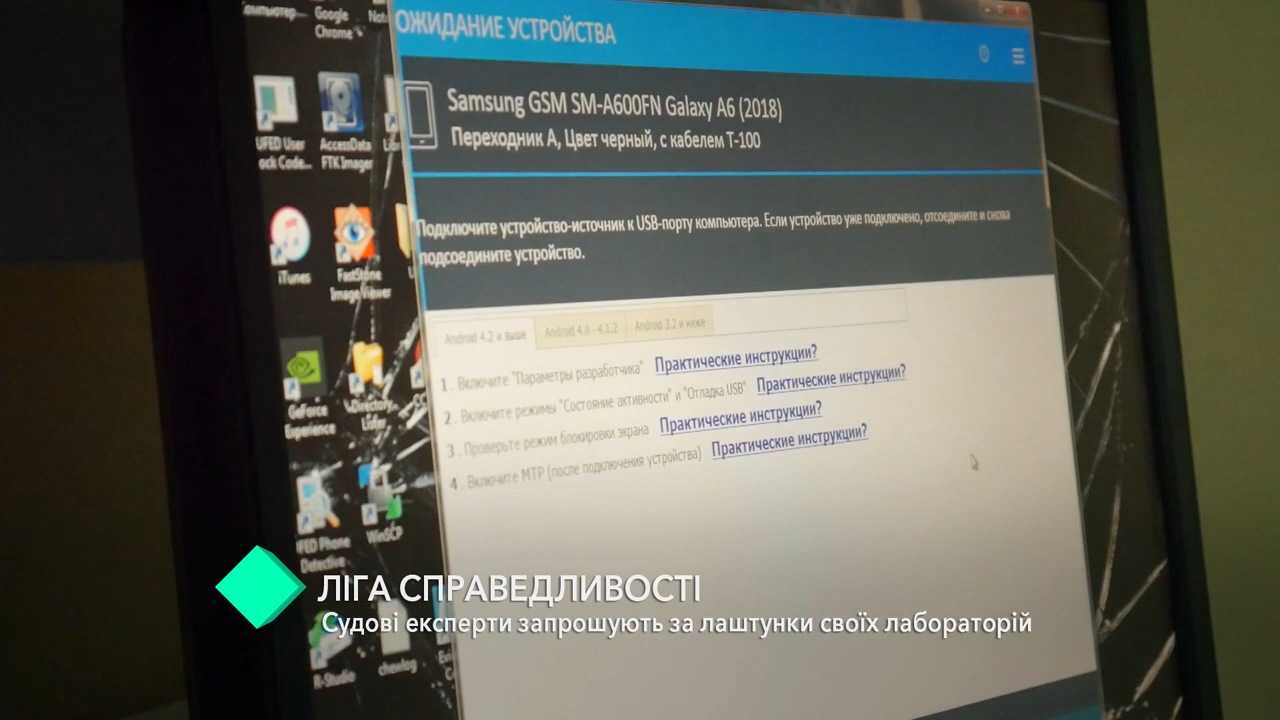 Компьютер...
Google
Chrome
UFED User
ock Code...
AccessData
FTK Imager
iTunes
FastStone
Image Viewer
GeForce
Experience
Directory
Lister
UFED Phone
Detective
WinSCP
R-Studio
chewlog
ОЖИДАНИЕ УСТРОЙСТВА
Samsung GSM SM-A600FN Galaxy A6 (2018)
Переходник A, Цвет черный, с кабелем T-100
Подключите устройство-источник к USB-порту компьютера. Если устройство уже подключено, отсоедините и снова
подсоедините устройство.
Android 4.2 и выше Android 4.0 - 4.1.2 Android 3.2 и ниже
1. Включите "Параметры разработчика" Практические инструкции?
2. Включите режимы "Состояние активности" и "Отладка USB" Практические инструкции?
3. Проверьте режим блокировки экрана Практические инструкции?
4. Включите MTP (после подключения устройства) Практические инструкции?
ЛІГА СПРАВЕДЛИВОСТІ
Судові експерти запрошують за лаштунки своїх лабораторій